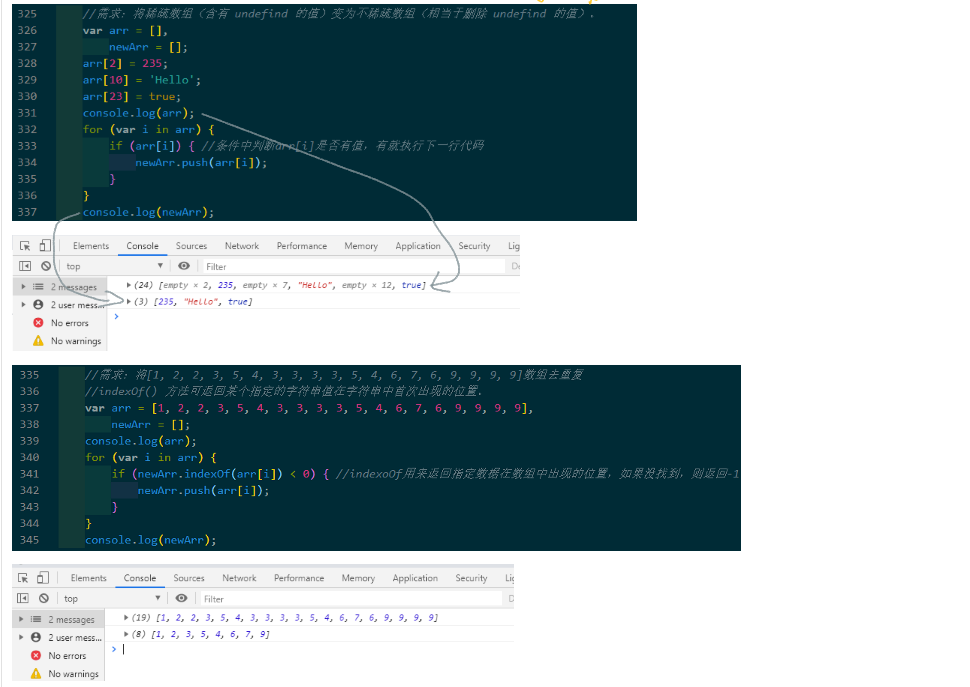 325 //需求: 将稀疏数组(含有 undefind 的值)变为不稀疏数组(相当于删除 undefind 的值).
326 var arr = [],
327 newArr = [];
328 arr[2] = 235;
329 arr[10] = 'Hello';
330 arr[23] = true;
331 console.log(arr);
332 for (var i in arr) {
333 if (arr[i]) { //条件中判断arr[i]是否有值, 有就执行下一行代码
334 newArr.push(arr[i]);
335 }
336 }
337 console.log(newArr);
Elements Console Sources Network Performance Memory Application Security Lig
top Filter De
2 messages (24) [empty × 2, 235, empty × 7, "Hello", empty × 12, true]
2 user mess... (3) [235, "Hello", true]
No errors
No warnings
335 //需求: 将[1, 2, 2, 3, 5, 4, 3, 3, 3, 3, 5, 4, 6, 7, 6, 9, 9, 9, 9]数组去重复
336 //indexOf() 方法可返回某个指定的字符串值在字符串中首次出现的位置.
337 var arr = [1, 2, 2, 3, 5, 4, 3, 3, 3, 3, 5, 4, 6, 7, 6, 9, 9, 9, 9],
338 newArr = [];
339 console.log(arr);
340 for (var i in arr) {
341 if (newArr.indexOf(arr[i]) < 0) { //indexoOf用来返回指定数据在数组中出现的位置, 如果没找到, 则返回-1
342 newArr.push(arr[i]);
343 }
344 }
345 console.log(newArr);
Elements Console Sources Network Performance Memory Application Security Lig
top Filter
2 messages (19) [1, 2, 2, 3, 5, 4, 3, 3, 3, 3, 5, 4, 6, 7, 6, 9, 9, 9, 9]
2 user mess... (8) [1, 2, 3, 5, 4, 6, 7, 9]
No errors
No warnings